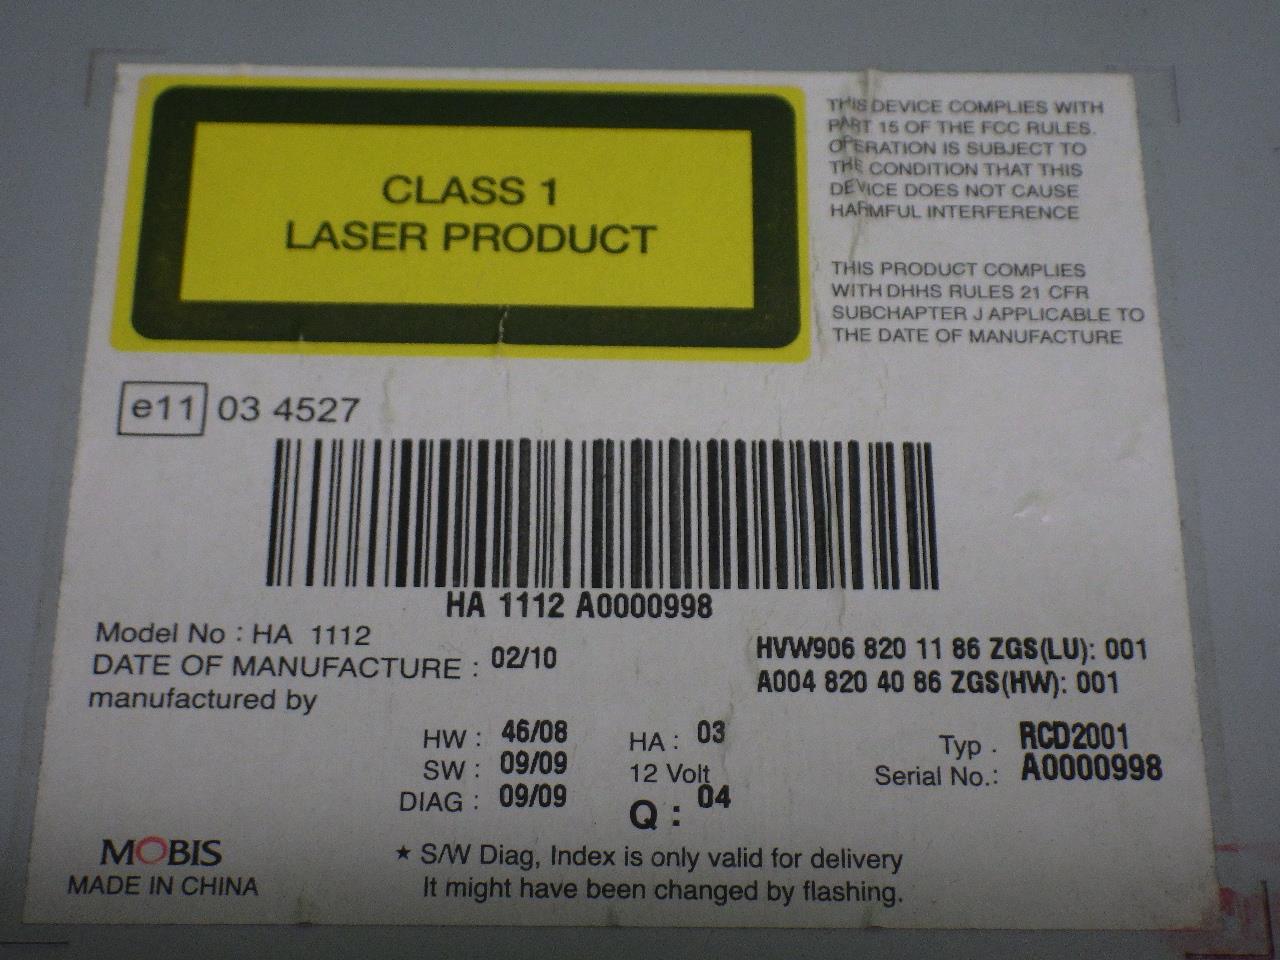 CLASS 1
LASER PRODUCT
THIS DEVICE COMPLIES WITH
PART 15 OF THE FCC RULES.
OPERATION IS SUBJECT TO
THE CONDITION THAT THIS
DEVICE DOES NOT CAUSE
HARMFUL INTERFERENCE
THIS PRODUCT COMPLIES
WITH DHHS RULES 21 CFR
SUBCHAPTER J APPLICABLE TO
THE DATE OF MANUFACTURE
e11 03 4527
HA 1112 A0000998
Model No : HA 1112
DATE OF MANUFACTURE : 02/10
manufactured by
HVW906 820 11 86 ZGS(LU): 001
A004 820 40 86 ZGS(HW): 001
HW : 46/08
SW : 09/09
DIAG : 09/09
HA : 03
12 Volt
Q : 04
Typ . RCD2001
Serial No.: A0000998
MOBIS
MADE IN CHINA
★ S/W Diag, Index is only valid for delivery
It might have been changed by flashing.